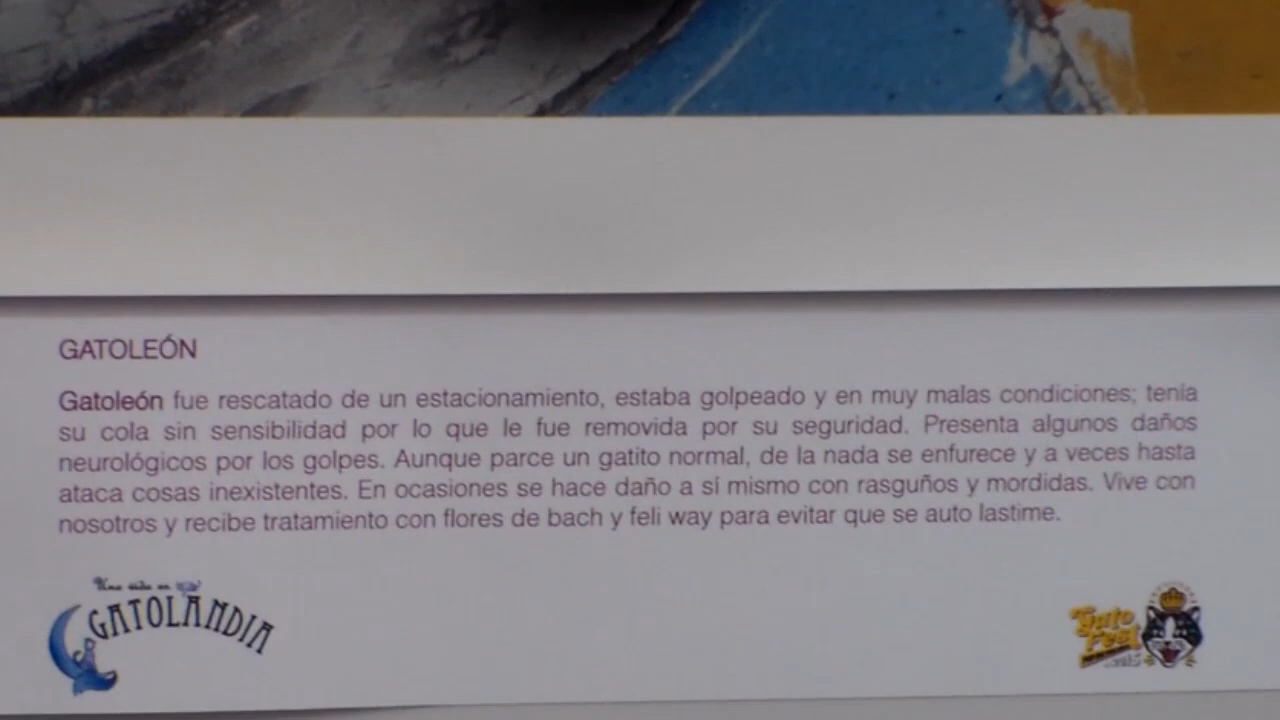 GATOLEÓN
Gatoleón fue rescatado de un estacionamiento, estaba golpeado y en muy malas condiciones; tenía
su cola sin sensibilidad por lo que le fue removida por su seguridad. Presenta algunos daños
neurológicos por los golpes. Aunque parce un gatito normal, de la nada se enfurece y a veces hasta
ataca cosas inexistentes. En ocasiones se hace daño a sí mismo con rasguños y mordidas. Vive con
nosotros y recibe tratamiento con flores de bach y feli way para evitar que se auto lastime.
GATOLANDIA
Gato
Fest